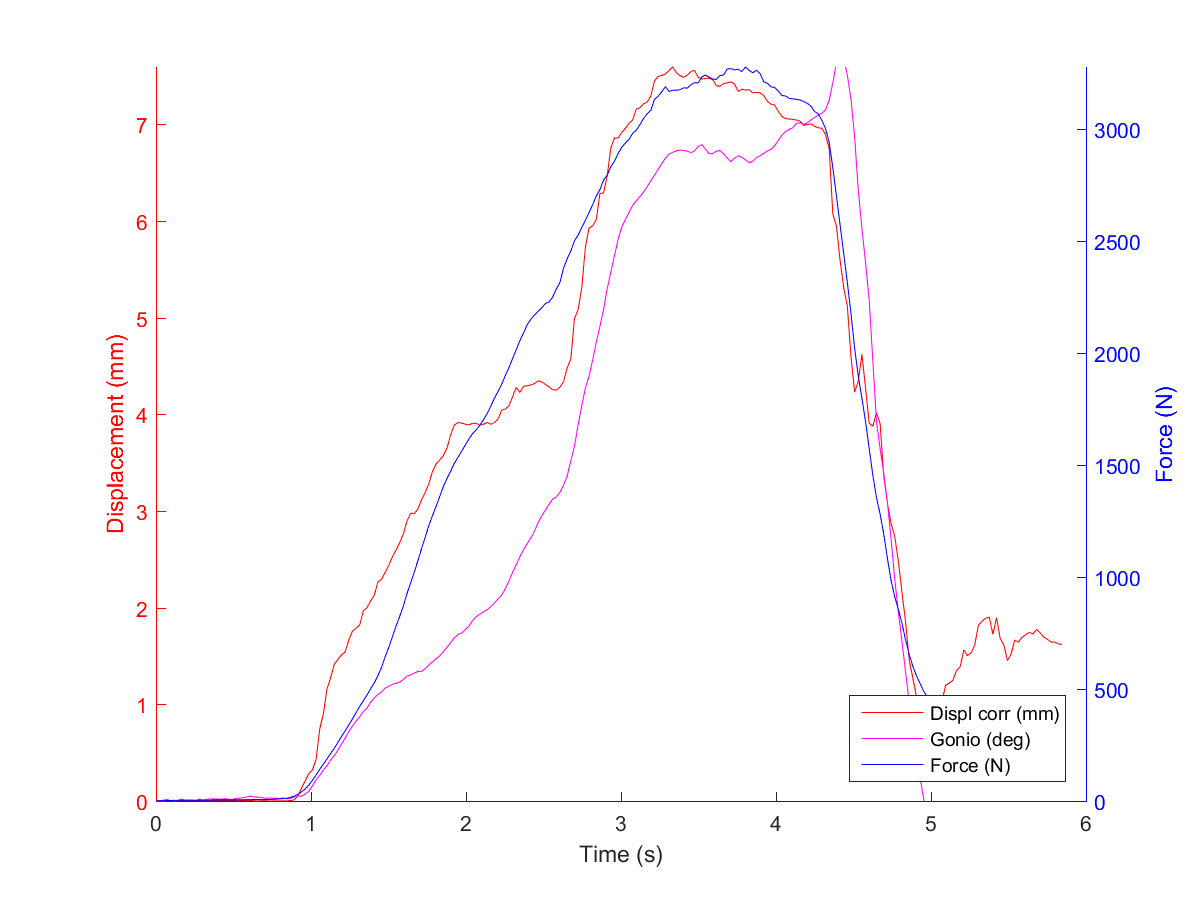 7
6
5
4
3
2
1
0
Displacement (mm)
3000
2500
2000
1500
1000
500
0
Force (N)
Displ corr (mm)
Gonio (deg)
Force (N)
0 1 2 3 4 5 6
Time (s)